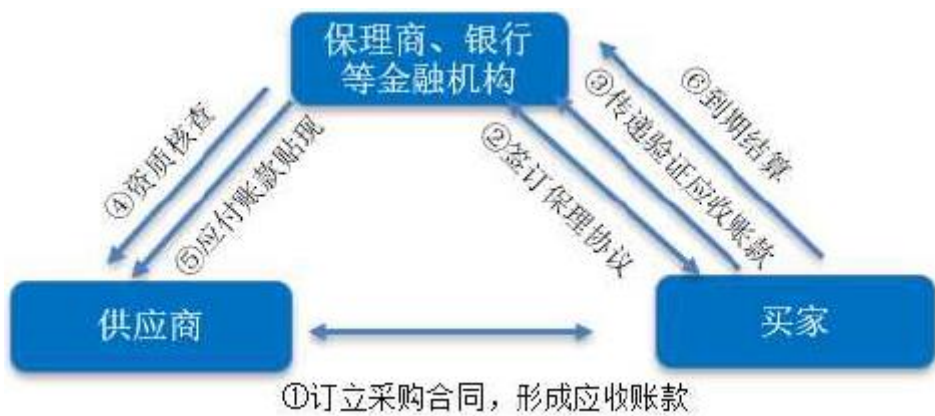 保理商、银行
等金融机构
④资质核查
⑤应付账款贴现
②签订保理协议
③传递验证应收账款
⑥到期结算
供应商
买家
①订立采购合同，形成应收账款